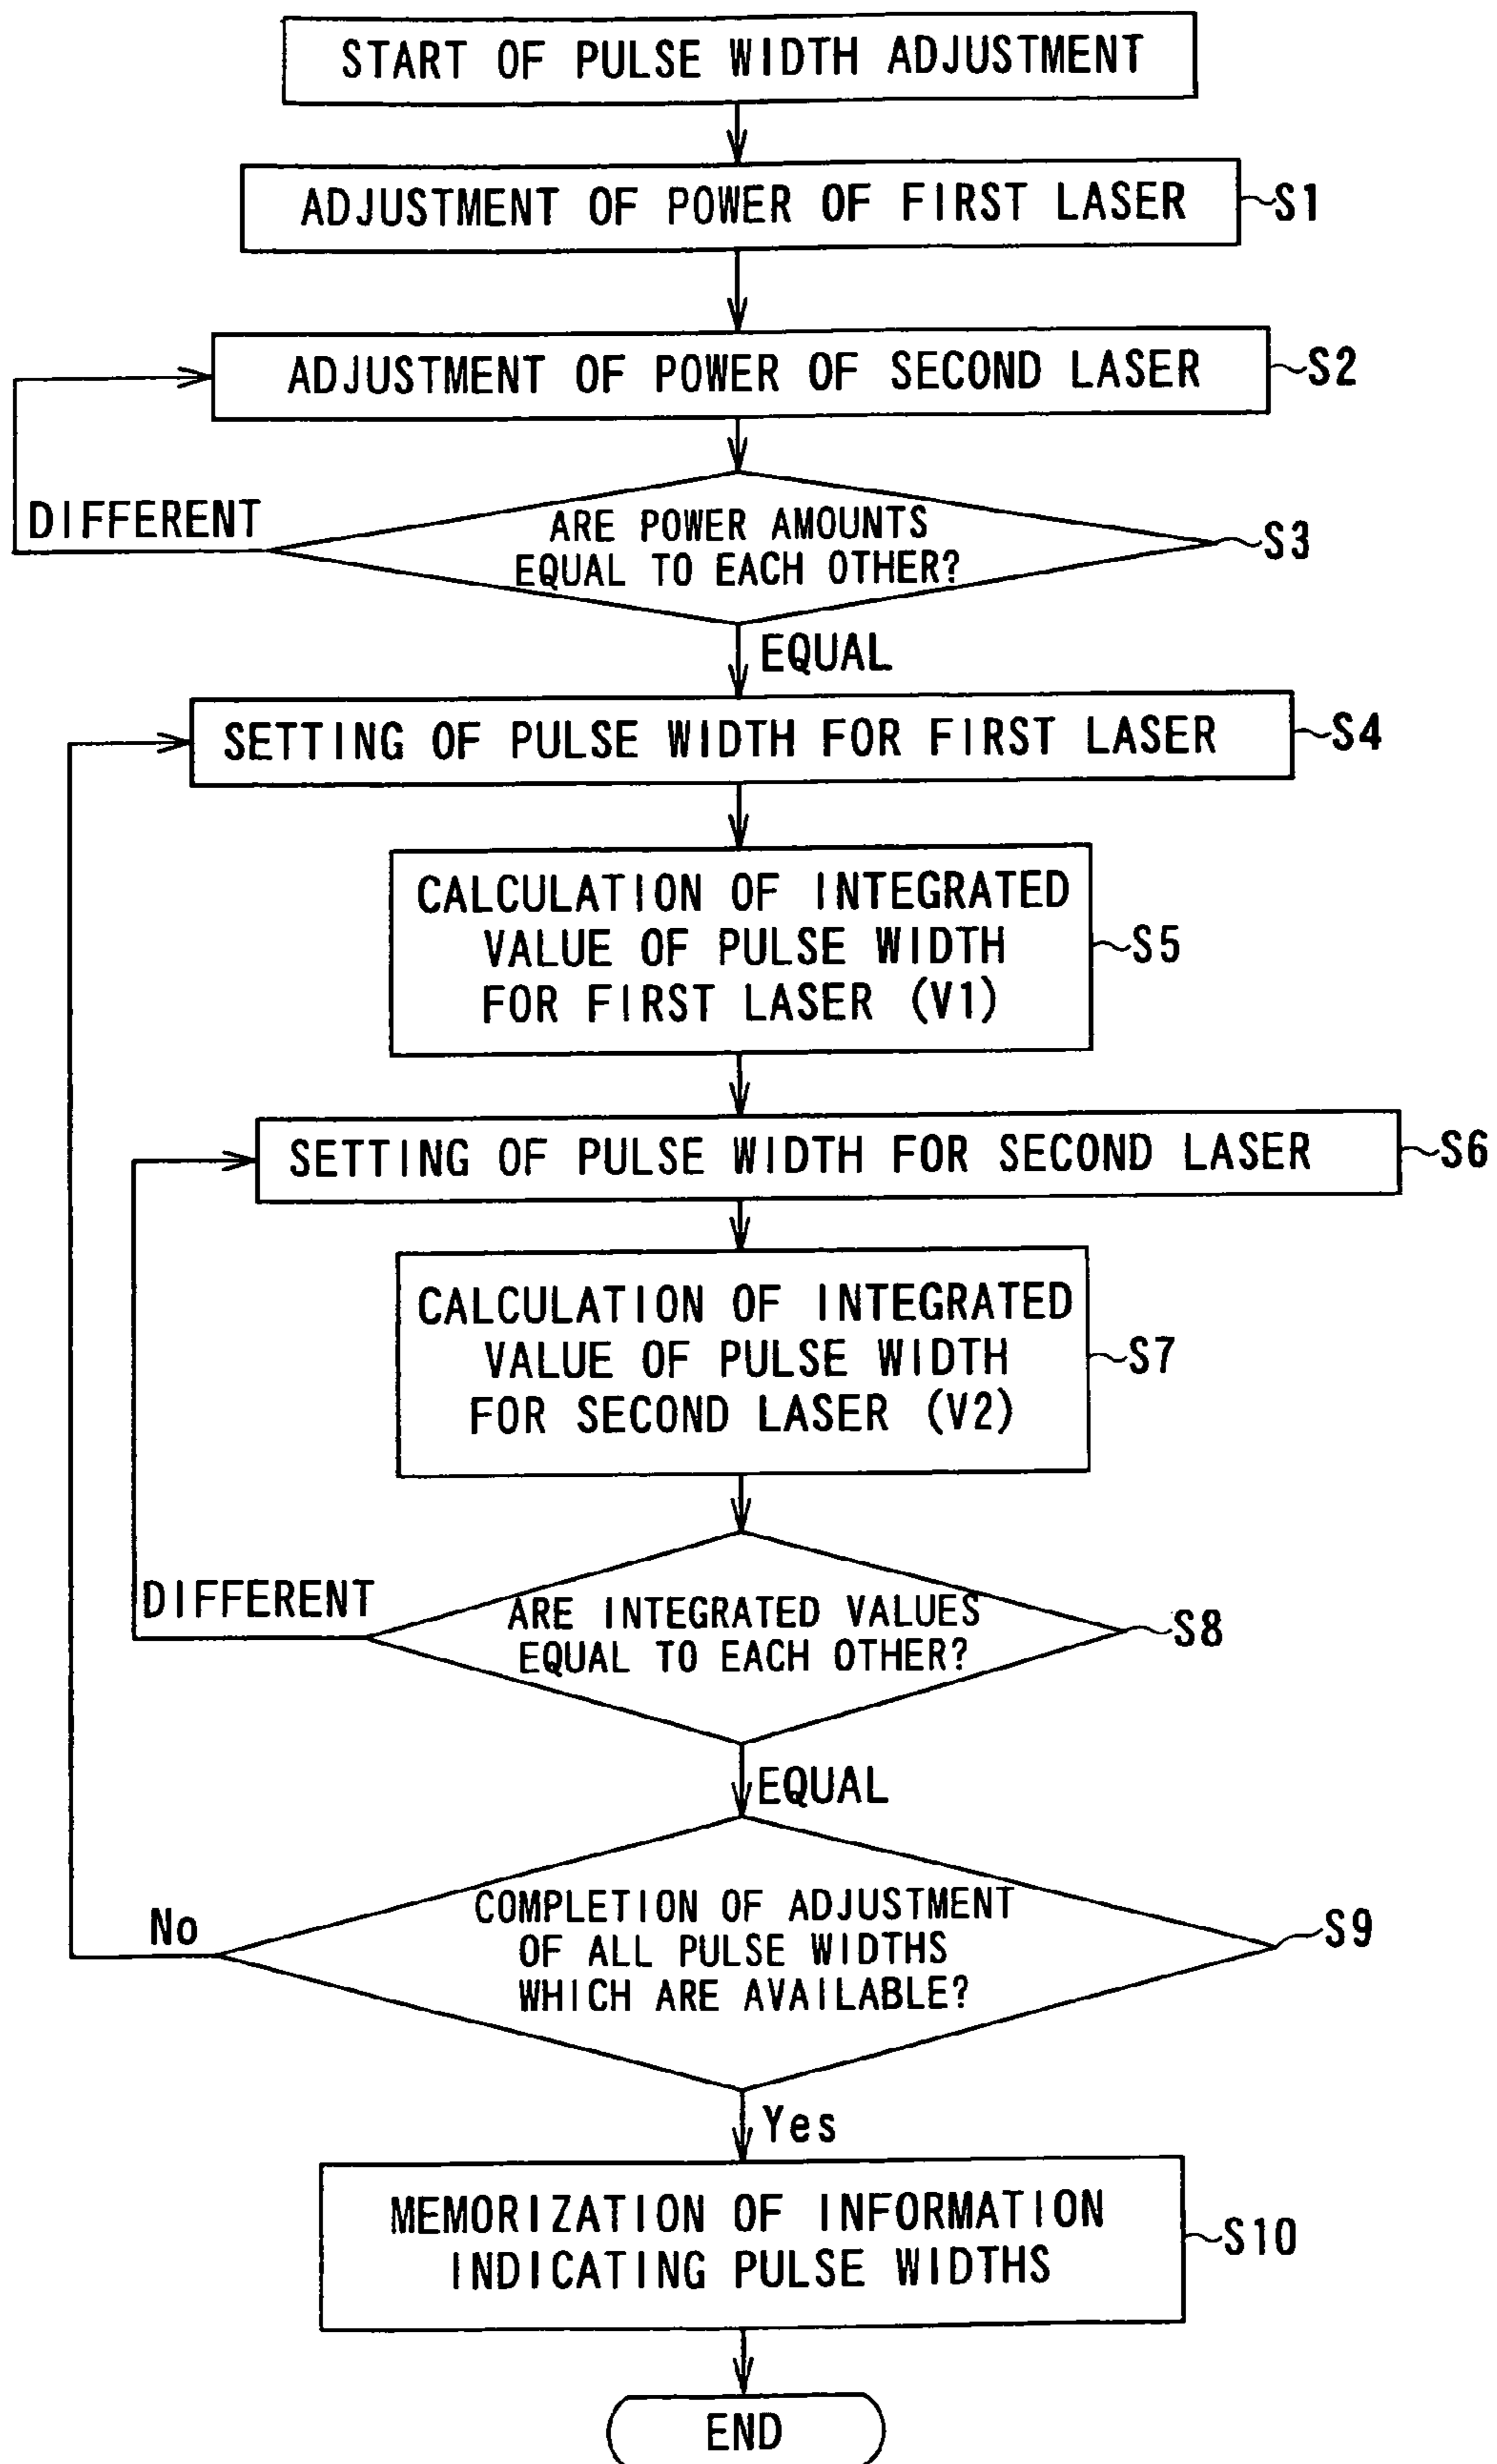 START OF PULSE WIDTH ADJUSTMENT
ADJUSTMENT OF POWER OF FIRST LASER
S1
ADJUSTMENT OF POWER OF SECOND LASER
S2
DIFFERENT
ARE POWER AMOUNTS
EQUAL TO EACH OTHER?
S3
EQUAL
SETTING OF PULSE WIDTH FOR FIRST LASER
S4
CALCULATION OF INTEGRATED
VALUE OF PULSE WIDTH
FOR FIRST LASER (V1)
S5
SETTING OF PULSE WIDTH FOR SECOND LASER
S6
CALCULATION OF INTEGRATED
VALUE OF PULSE WIDTH
FOR SECOND LASER (V2)
S7
DIFFERENT
ARE INTEGRATED VALUES
EQUAL TO EACH OTHER?
S8
EQUAL
No
COMPLETION OF ADJUSTMENT
OF ALL PULSE WIDTHS
WHICH ARE AVAILABLE?
S9
Yes
MEMORIZATION OF INFORMATION
INDICATING PULSE WIDTHS
S10
END